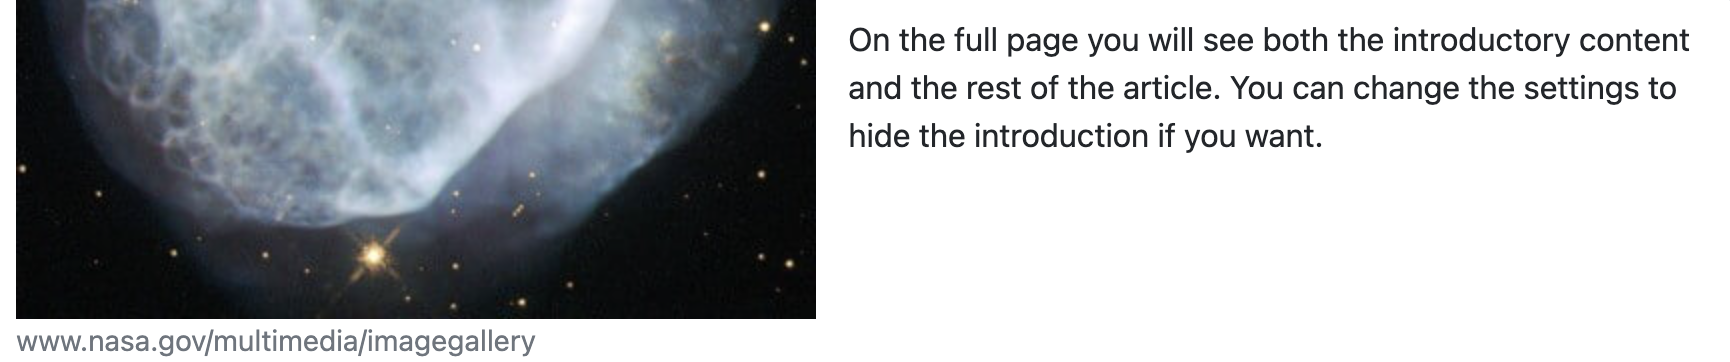 On the full page you will see both the introductory content
and the rest of the article. You can change the settings to
hide the introduction if you want.
www.nasa.gov/multimedia/imagegallery